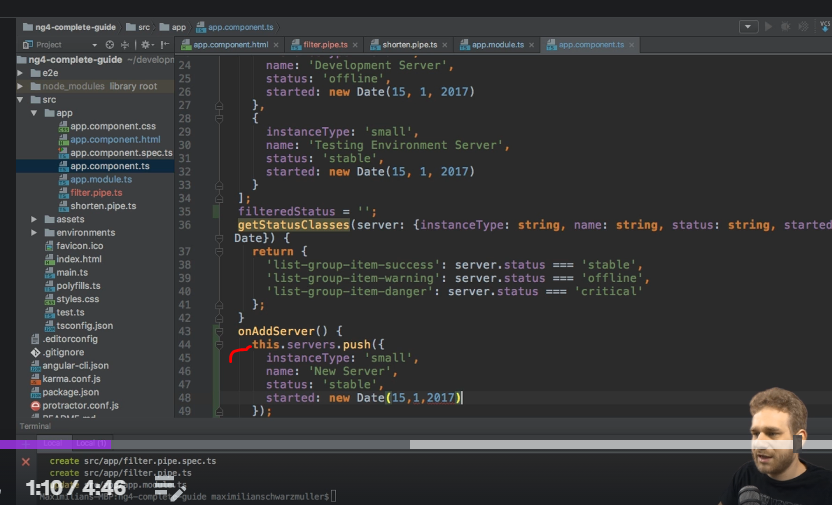 ng4-complete-guide src app app.component.ts
Project
app.component.html filter.pipe.ts shorten.pipe.ts app.module.ts app.component.ts
ng4-complete-guide ~/developm
e2e
node_modules library root
src
app
app.component.css
app.component.html
app.component.spec.ts
app.component.ts
app.module.ts
filter.pipe.ts
shorten.pipe.ts
assets
environments
favicon.ico
index.html
main.ts
polyfills.ts
styles.css
test.ts
tsconfig.json
.editorconfig
.gitignore
angular-cli.json
karma.conf.js
package.json
protractor.conf.js
README.md
24 name: 'Development Server',
25 status: 'offline',
26 started: new Date(15, 1, 2017)
27 },
28 {
29 instanceType: 'small',
30 name: 'Testing Environment Server',
31 status: 'stable',
32 started: new Date(15, 1, 2017)
33 }
34 ];
35 filteredStatus = '';
36 getStatusClasses(server: {instanceType: string, name: string, status: string, started
Date}) {
37 return {
38 'list-group-item-success': server.status === 'stable',
39 'list-group-item-warning': server.status === 'offline',
40 'list-group-item-danger': server.status === 'critical'
41 };
42 }
43 onAddServer() {
44 this.servers.push({
45 instanceType: 'small',
46 name: 'New Server',
47 status: 'stable',
48 started: new Date(15,1,2017)
49 });
Terminal
Local Local (1)
create src/app/filter.pipe.spec.ts
create src/app/filter.pipe.ts
app.module.ts
1:10 / 4:46
Maximilians-MBP:ng4-complete-guide maximilianschwarzmuller$
VCS